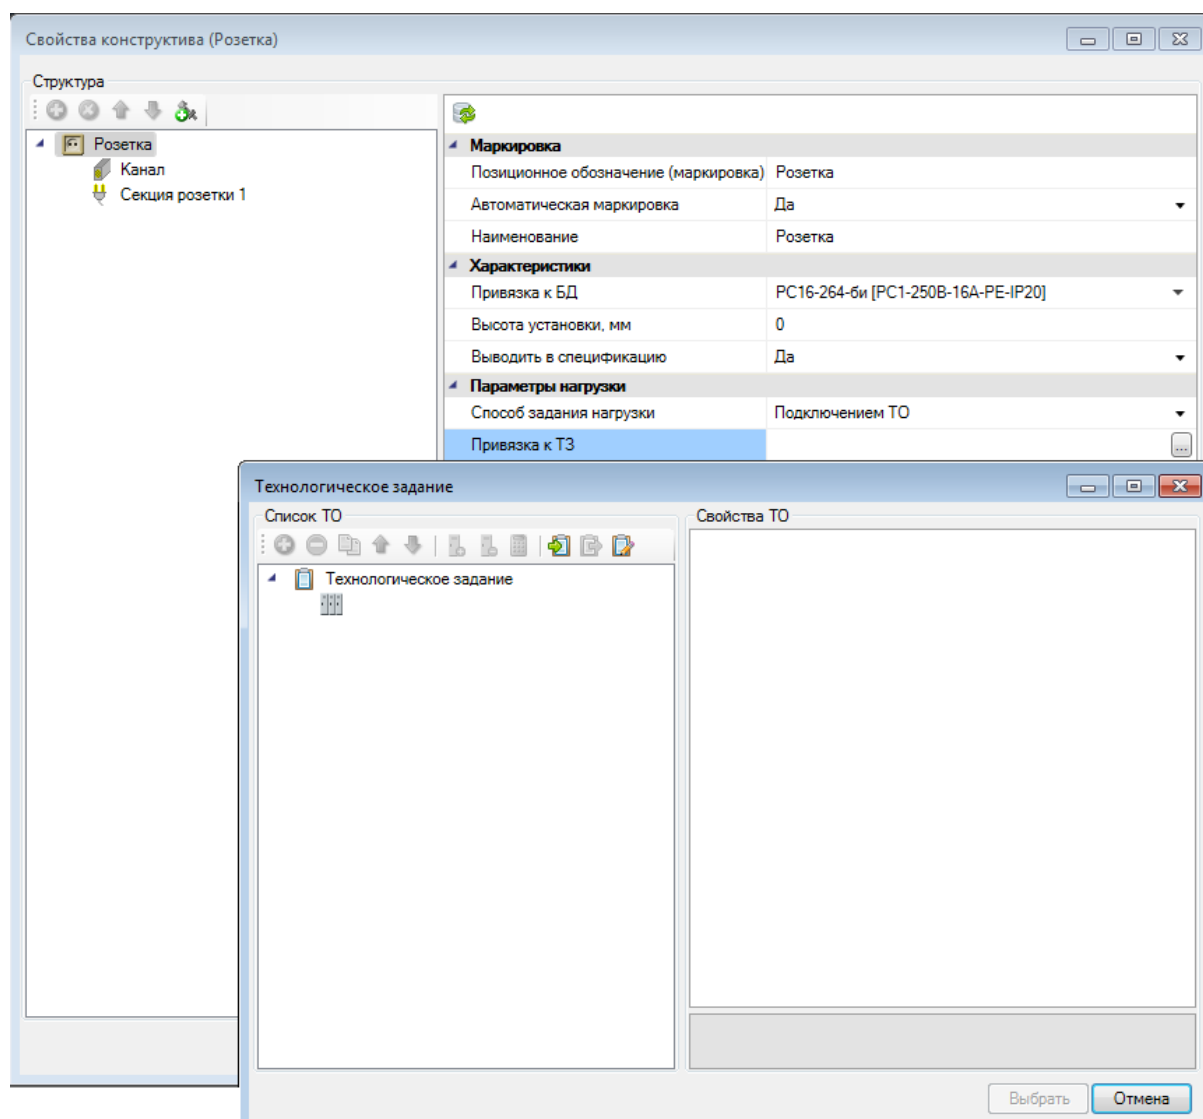 Свойства конструктива (Розетка)
Структура
Розетка
Канал
Секция розетки 1
Маркировка
Позиционное обозначение (маркировка) Розетка
Автоматическая маркировка Да
Наименование Розетка
Характеристики
Привязка к БД РС16-264-би [РС1-250В-16А-РЕ-IP20]
Высота установки, мм 0
Выводить в спецификацию Да
Параметры нагрузки
Способ задания нагрузки Подключением ТО
Привязка к ТЗ ...
Технологическое задание
Список ТО
Технологическое задание
Свойства ТО
Выбрать Отмена